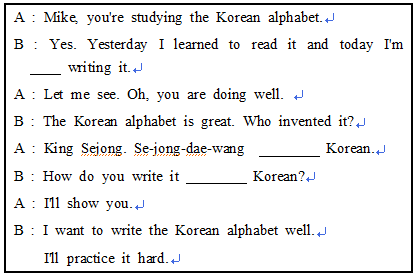 A : Mike, you're studying the Korean alphabet.
B : Yes. Yesterday I learned to read it and today I'm
____ writing it.
A : Let me see. Oh, you are doing well.
B : The Korean alphabet is great. Who invented it?
A : King Sejong. Se-jong-dae-wang ________ Korean.
B : How do you write it ________ Korean?
A : I'll show you.
B : I want to write the Korean alphabet well.
I'll practice it hard.